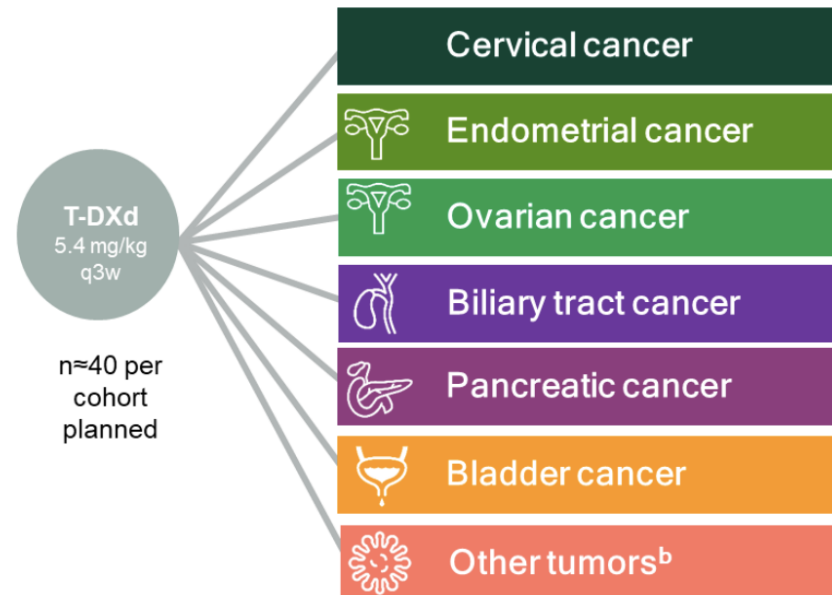 T-DXd
5.4 mg/kg
q3w
n≈40 per
cohort
planned
Cervical cancer
Endometrial cancer
Ovarian cancer
Biliary tract cancer
Pancreatic cancer
Bladder cancer
Other tumorsᵇ